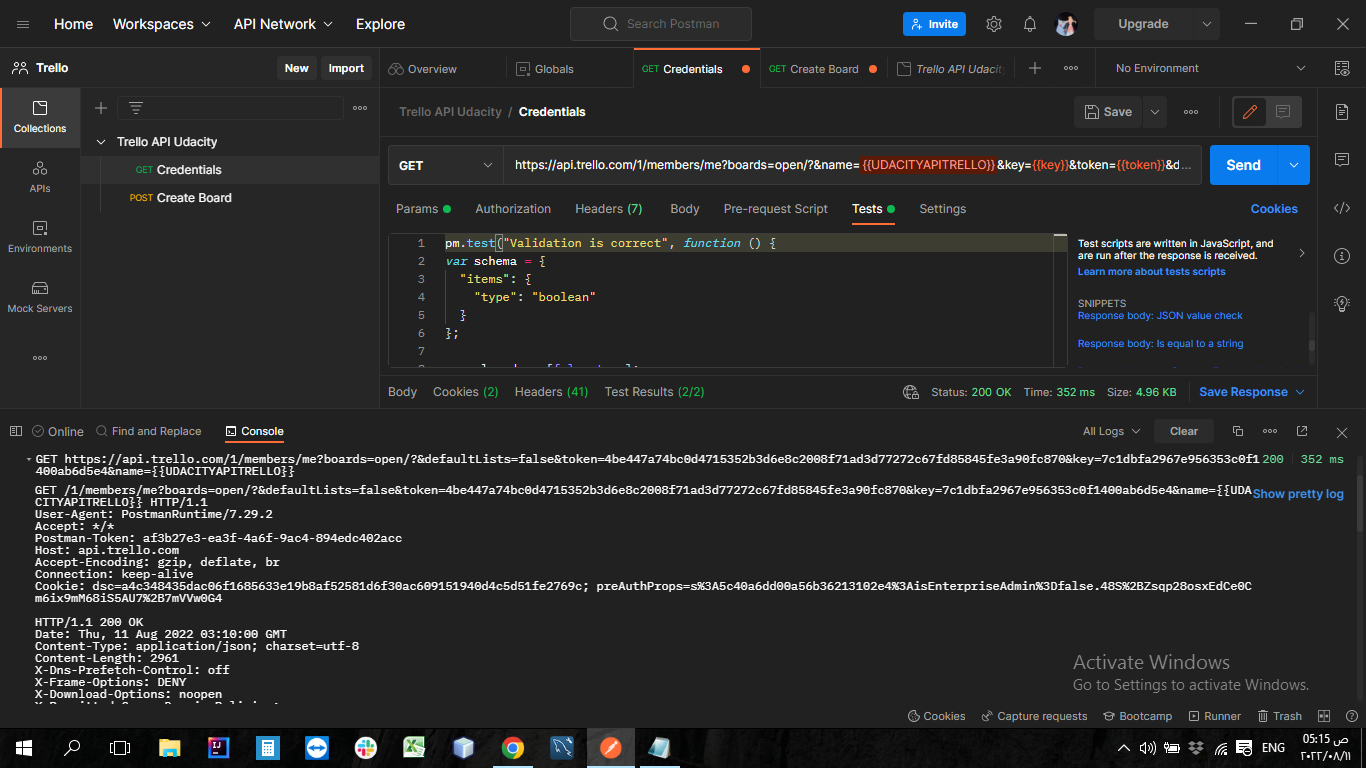 Home
Workspaces
API Network
Explore
Search Postman
Invite
Upgrade
Trello
New
Import
Overview
Globals
GET Credentials
GET Create Board
Trello API Udacit
No Environment
Collections
APIs
Environments
Mock Servers
Trello API Udacity
GET Credentials
POST Create Board
Trello API Udacity / Credentials
Save
GET
https://api.trello.com/1/members/me?boards=open/?&name={{UDACITYAPITRELLO}}&key={{key}}&token={{token}}&d...
Send
Params
Authorization
Headers (7)
Body
Pre-request Script
Tests
Settings
Cookies
1 pm.test("Validation is correct", function () {
2 var schema = {
3 "items": {
4 "type": "boolean"
5 }
6 };
7
Test scripts are written in JavaScript, and
are run after the response is received.
Learn more about tests scripts
SNIPPETS
Response body: JSON value check
Response body: Is equal to a string
Body
Cookies (2)
Headers (41)
Test Results (2/2)
Status: 200 OK
Time: 352 ms
Size: 4.96 KB
Save Response
Online
Find and Replace
Console
All Logs
Clear
GET https://api.trello.com/1/members/me?boards=open/?&defaultLists=false&token=4be447a74bc0d4715352b3d6e8c2008f71ad3d77272c67fd85845fe3a90fc870&key=7c1dbfa2967e956353c0f1
400ab6d5e4&name={{UDACITYAPITRELLO}}
200
352 ms
GET /1/members/me?boards=open/?&defaultLists=false&token=4be447a74bc0d4715352b3d6e8c2008f71ad3d77272c67fd85845fe3a90fc870&key=7c1dbfa2967e956353c0f1400ab6d5e4&name={{UDA
CITYAPITRELLO}} HTTP/1.1
Show pretty log
User-Agent: PostmanRuntime/7.29.2
Accept: */*
Postman-Token: af3b27e3-ea3f-4a6f-9ac4-894edc402acc
Host: api.trello.com
Accept-Encoding: gzip, deflate, br
Connection: keep-alive
Cookie: dsc=a4c348435dac06f1685633e19b8af52581d6f30ac609151940d4c5d51fe2769c; preAuthProps=s%3A5c40a6dd00a56b36213102e4%3AisEnterpriseAdmin%3Dfalse.48S%2BZsqp28osxEdCe0C
m6ix9mM68iS5AU7%2B7mVVw0G4
HTTP/1.1 200 OK
Date: Thu, 11 Aug 2022 03:10:00 GMT
Content-Type: application/json; charset=utf-8
Content-Length: 2961
X-Dns-Prefetch-Control: off
X-Frame-Options: DENY
X-Download-Options: noopen
Activate Windows
Go to Settings to activate Windows.
Cookies
Capture requests
Bootcamp
Runner
Trash
ENG
05:15 ص
٢٠٢٢/٠٨/١١